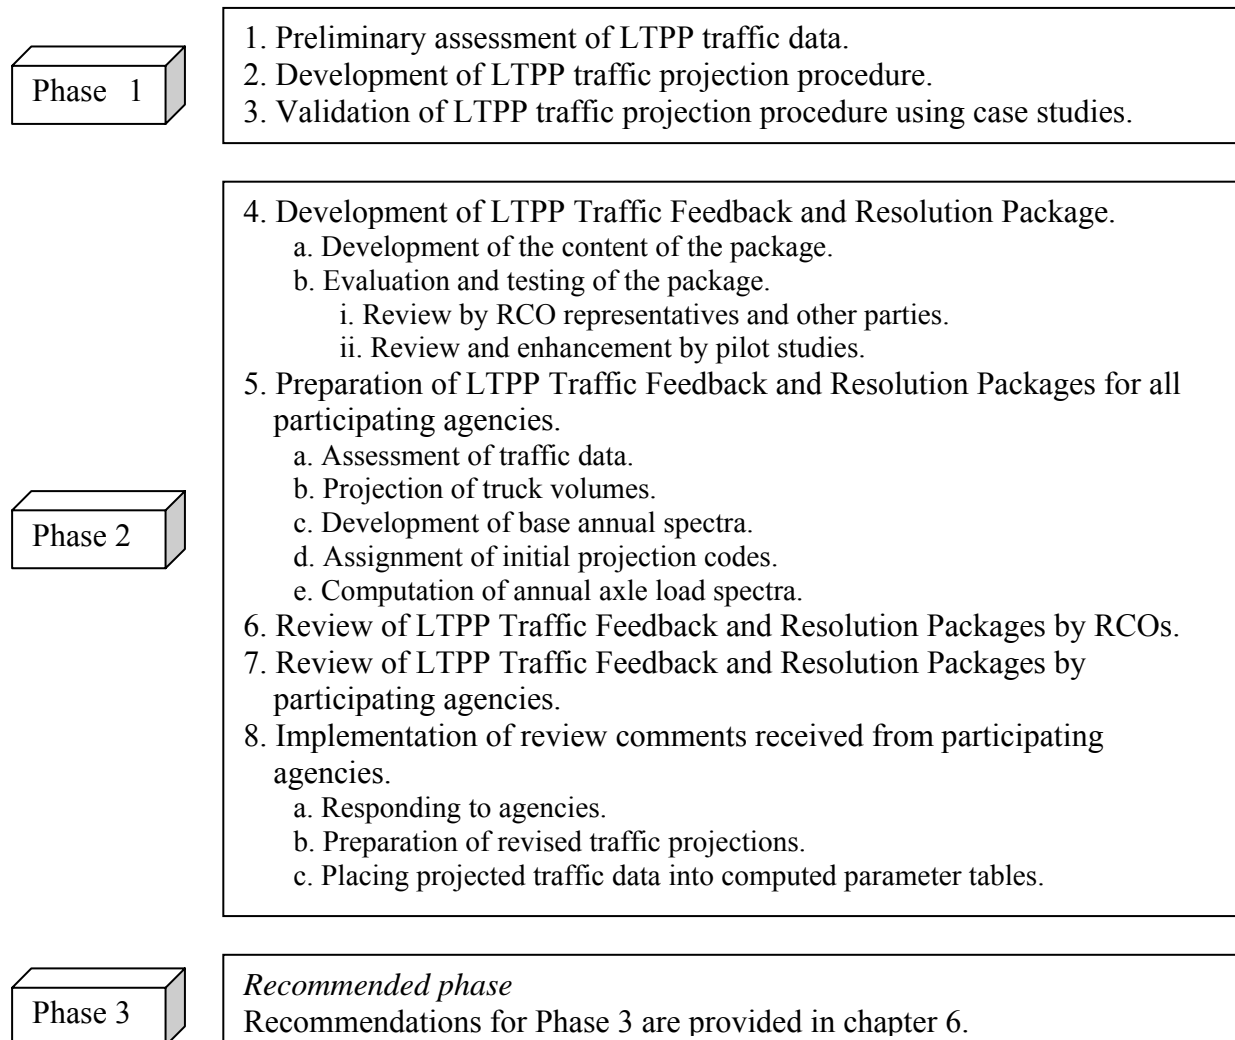 Phase 1
1. Preliminary assessment of LTPP traffic data.
2. Development of LTPP traffic projection procedure.
3. Validation of LTPP traffic projection procedure using case studies.
Phase 2
4. Development of LTPP Traffic Feedback and Resolution Package.
a. Development of the content of the package.
b. Evaluation and testing of the package.
i. Review by RCO representatives and other parties.
ii. Review and enhancement by pilot studies.
5. Preparation of LTPP Traffic Feedback and Resolution Packages for all
participating agencies.
a. Assessment of traffic data.
b. Projection of truck volumes.
c. Development of base annual spectra.
d. Assignment of initial projection codes.
e. Computation of annual axle load spectra.
6. Review of LTPP Traffic Feedback and Resolution Packages by RCOs.
7. Review of LTPP Traffic Feedback and Resolution Packages by
participating agencies.
8. Implementation of review comments received from participating
agencies.
a. Responding to agencies.
b. Preparation of revised traffic projections.
c. Placing projected traffic data into computed parameter tables.
Phase 3
Recommended phase
Recommendations for Phase 3 are provided in chapter 6.